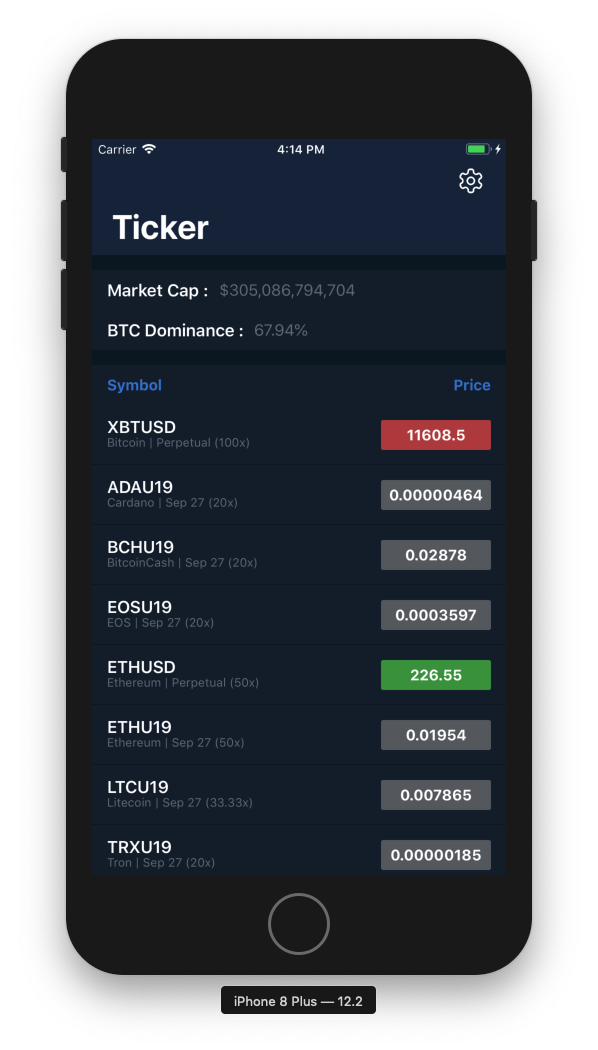 Carrier 4:14 PM
Ticker
Market Cap : $305,086,794,704
BTC Dominance : 67.94%
Symbol Price
XBTUSD 11608.5
Bitcoin | Perpetual (100x)
ADAU19 0.00000464
Cardano | Sep 27 (20x)
BCHU19 0.02878
BitcoinCash | Sep 27 (20x)
EOSU19 0.0003597
EOS | Sep 27 (20x)
ETHUSD 226.55
Ethereum | Perpetual (50x)
ETHU19 0.01954
Ethereum | Sep 27 (50x)
LTCU19 0.007865
Litecoin | Sep 27 (33.33x)
TRXU19 0.00000185
Tron | Sep 27 (20x)
iPhone 8 Plus — 12.2